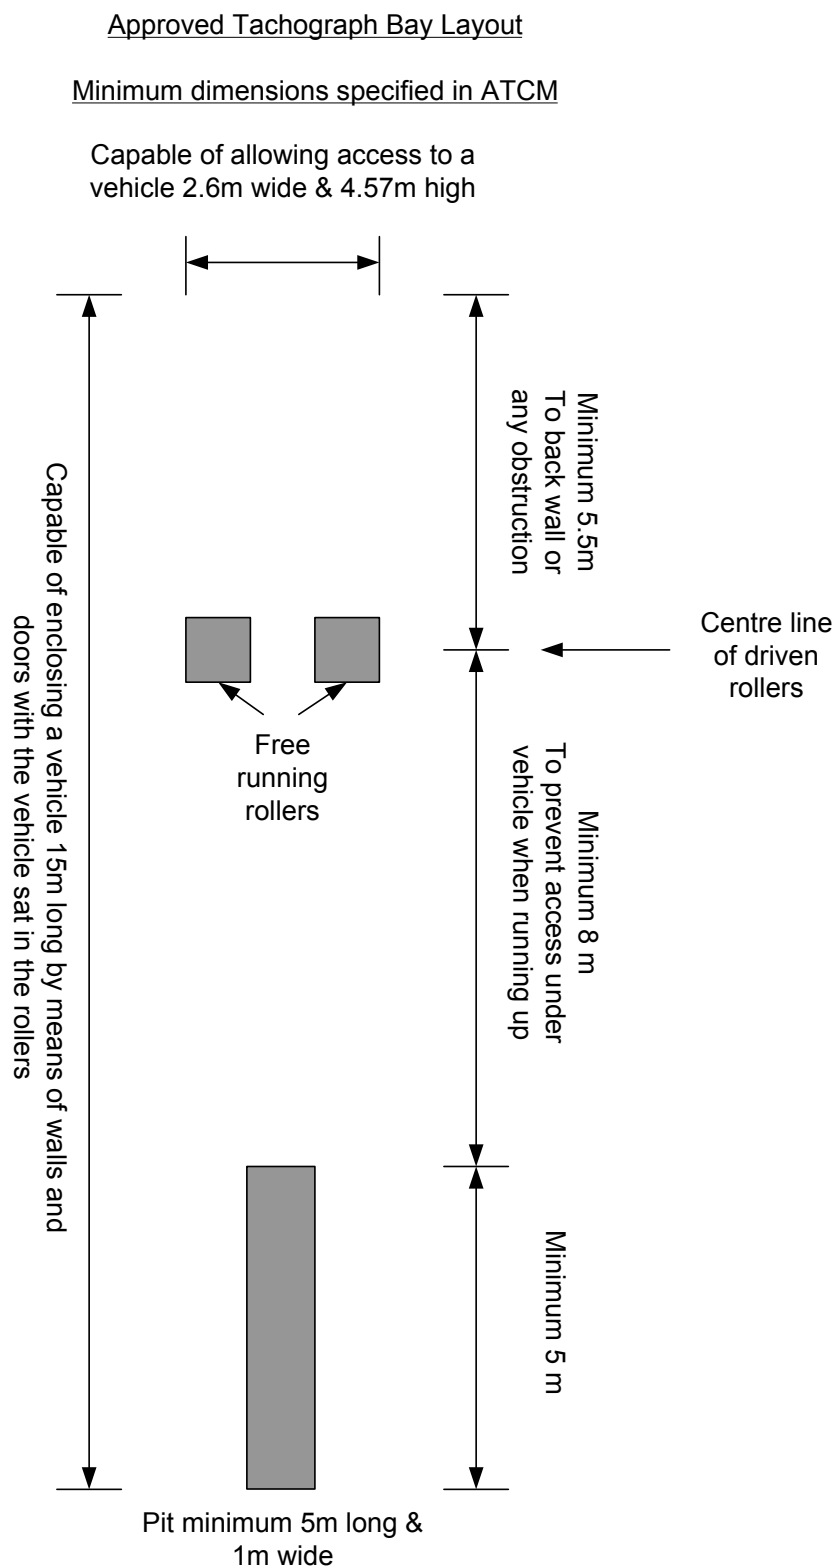 Approved Tachograph Bay Layout
Minimum dimensions specified in ATCM
Capable of allowing access to a
vehicle 2.6m wide & 4.57m high
Minimum 5.5m
To back wall or
any obstruction
Centre line
of driven
rollers
Free
running
rollers
Capable of enclosing a vehicle 15m long by means of walls and
doors with the vehicle sat in the rollers
Minimum 8 m
To prevent access under
vehicle when running up
Minimum 5 m
Pit minimum 5m long &
1m wide